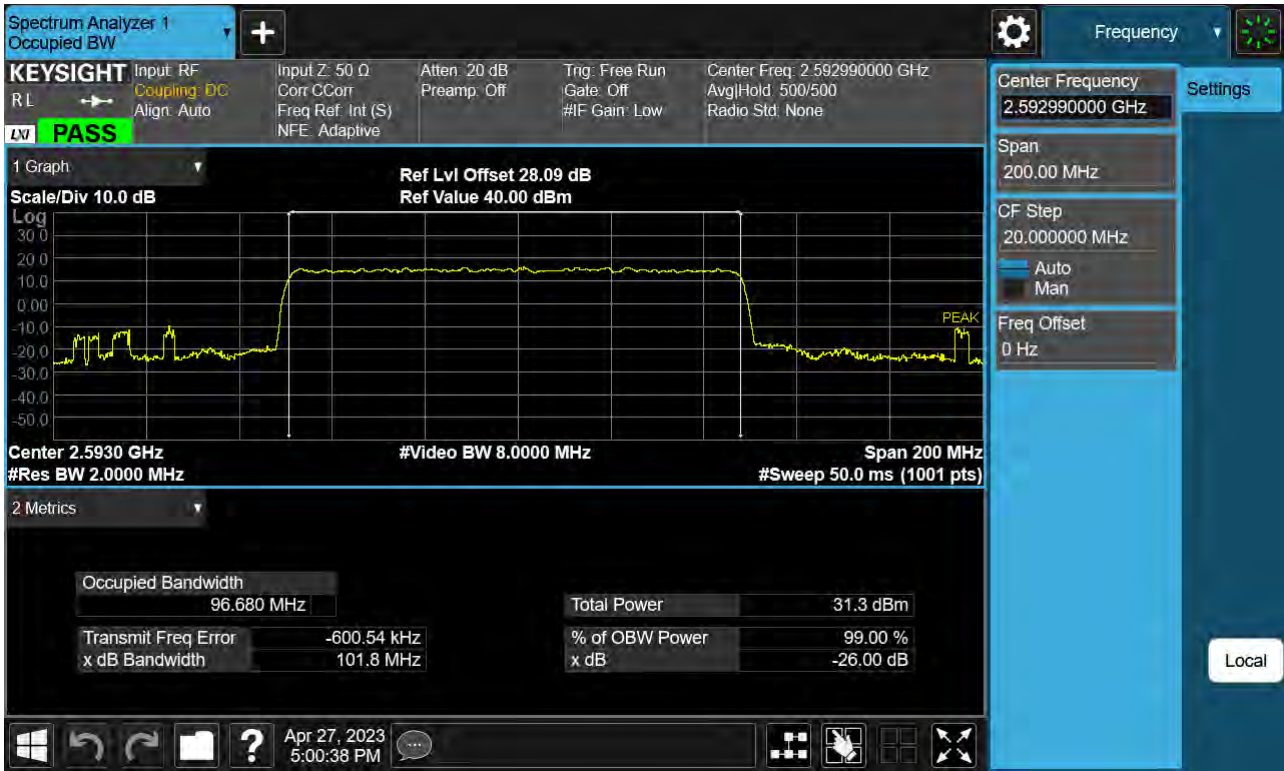 Spectrum Analyzer 1
Occupied BW
+
Frequency
KEYSIGHT
RL
LXI PASS
Input: RF
Coupling: DC
Align: Auto
Input Z: 50 Ω
Corr CCorr
Freq Ref: Int (S)
NFE: Adaptive
Atten: 20 dB
Preamp: Off
Trig: Free Run
Gate: Off
#IF Gain: Low
Center Freq: 2.592990000 GHz
Avg|Hold: 500/500
Radio Std: None
1 Graph
Scale/Div 10.0 dB
Ref Lvl Offset 28.09 dB
Ref Value 40.00 dBm
Log
30.0
20.0
10.0
0.00
-10.0
-20.0
-30.0
-40.0
-50.0
PEAK
Center 2.5930 GHz
#Video BW 8.0000 MHz
Span 200 MHz
#Res BW 2.0000 MHz
#Sweep 50.0 ms (1001 pts)
2 Metrics
Occupied Bandwidth
96.680 MHz
Transmit Freq Error -600.54 kHz
x dB Bandwidth 101.8 MHz
Total Power 31.3 dBm
% of OBW Power 99.00 %
x dB -26.00 dB
Center Frequency
2.592990000 GHz
Span
200.00 MHz
CF Step
20.000000 MHz
Auto
Man
Freq Offset
0 Hz
Settings
Local
?
Apr 27, 2023
5:00:38 PM